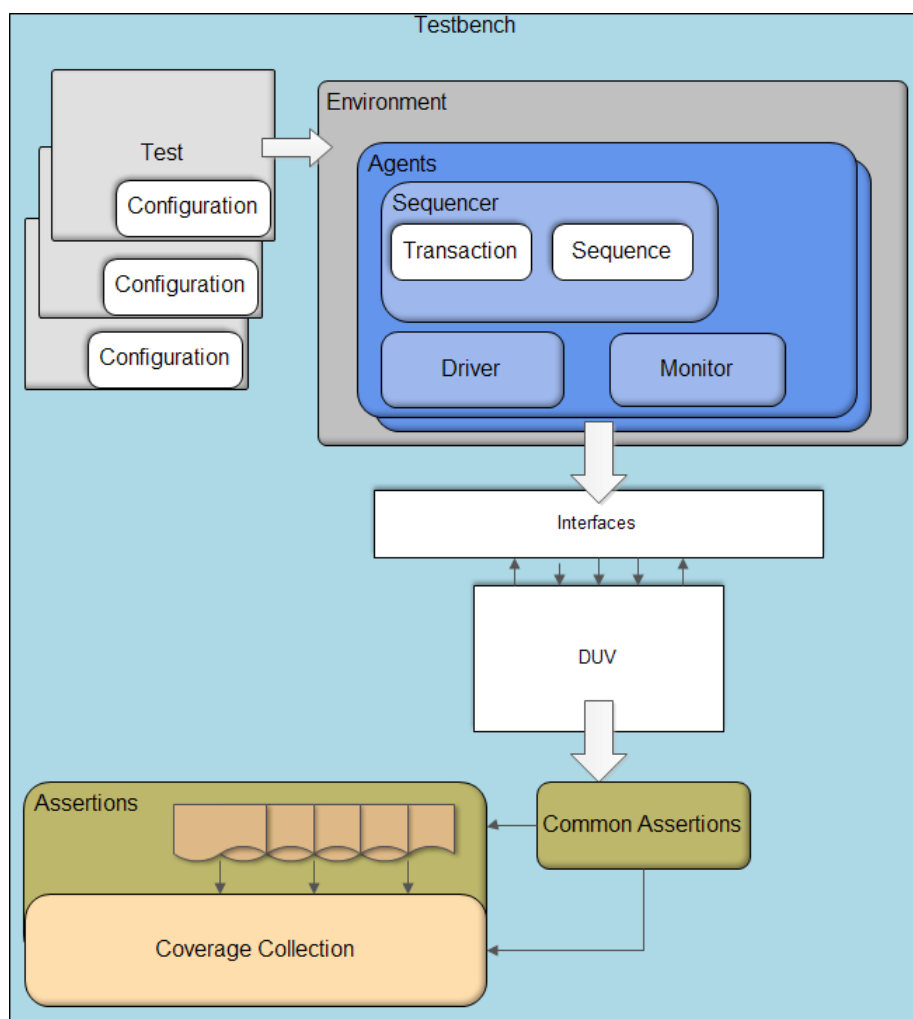 Testbench
Test
Configuration
Configuration
Configuration
Environment
Agents
Sequencer
Transaction
Sequence
Driver
Monitor
Interfaces
DUV
Assertions
Common Assertions
Coverage Collection